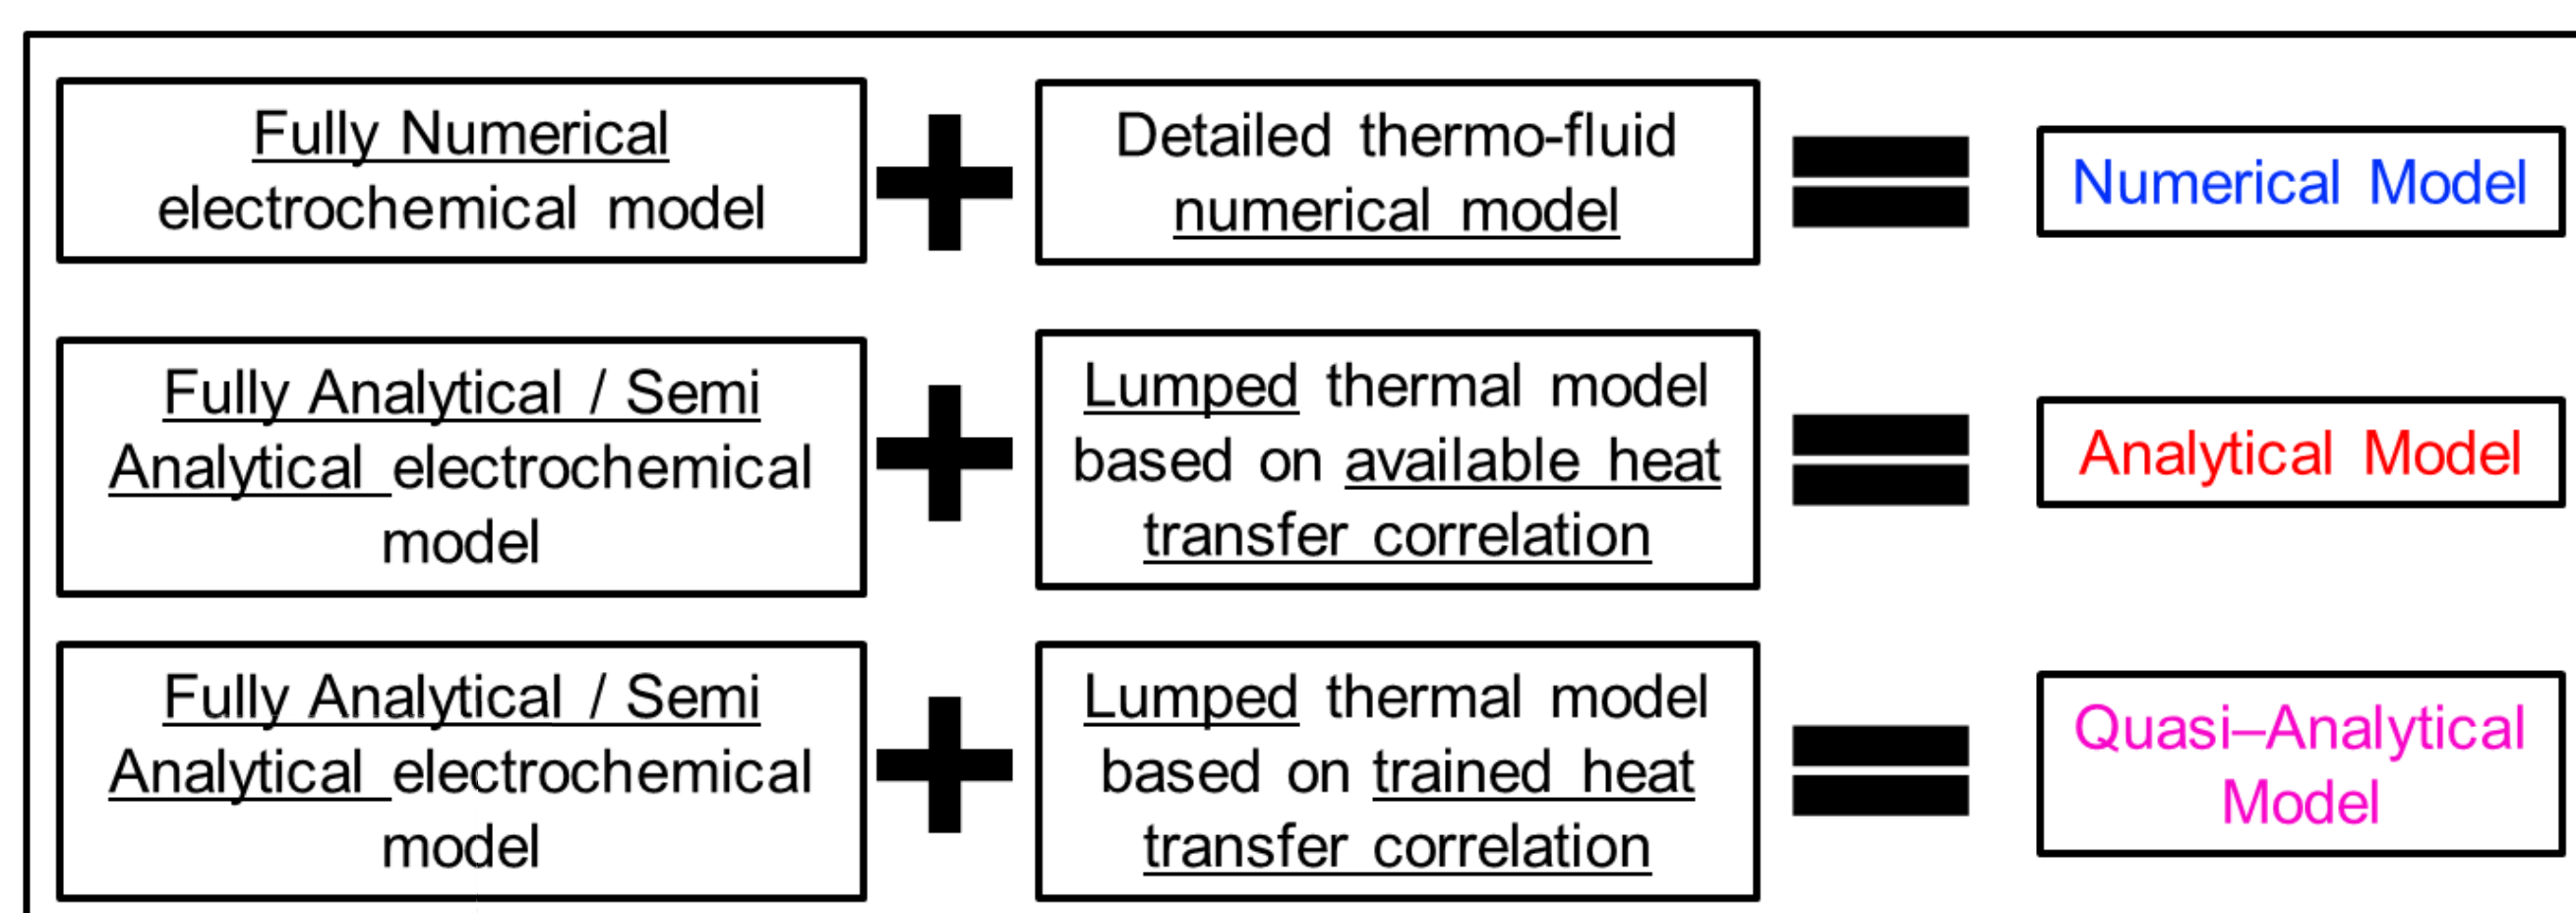 Fully Numerical
electrochemical model
Detailed thermo-fluid
numerical model
Numerical Model
Fully Analytical / Semi
Analytical electrochemical
model
Lumped thermal model
based on available heat
transfer correlation
Analytical Model
Fully Analytical / Semi
Analytical electrochemical
model
Lumped thermal model
based on trained heat
transfer correlation
Quasi–Analytical
Model